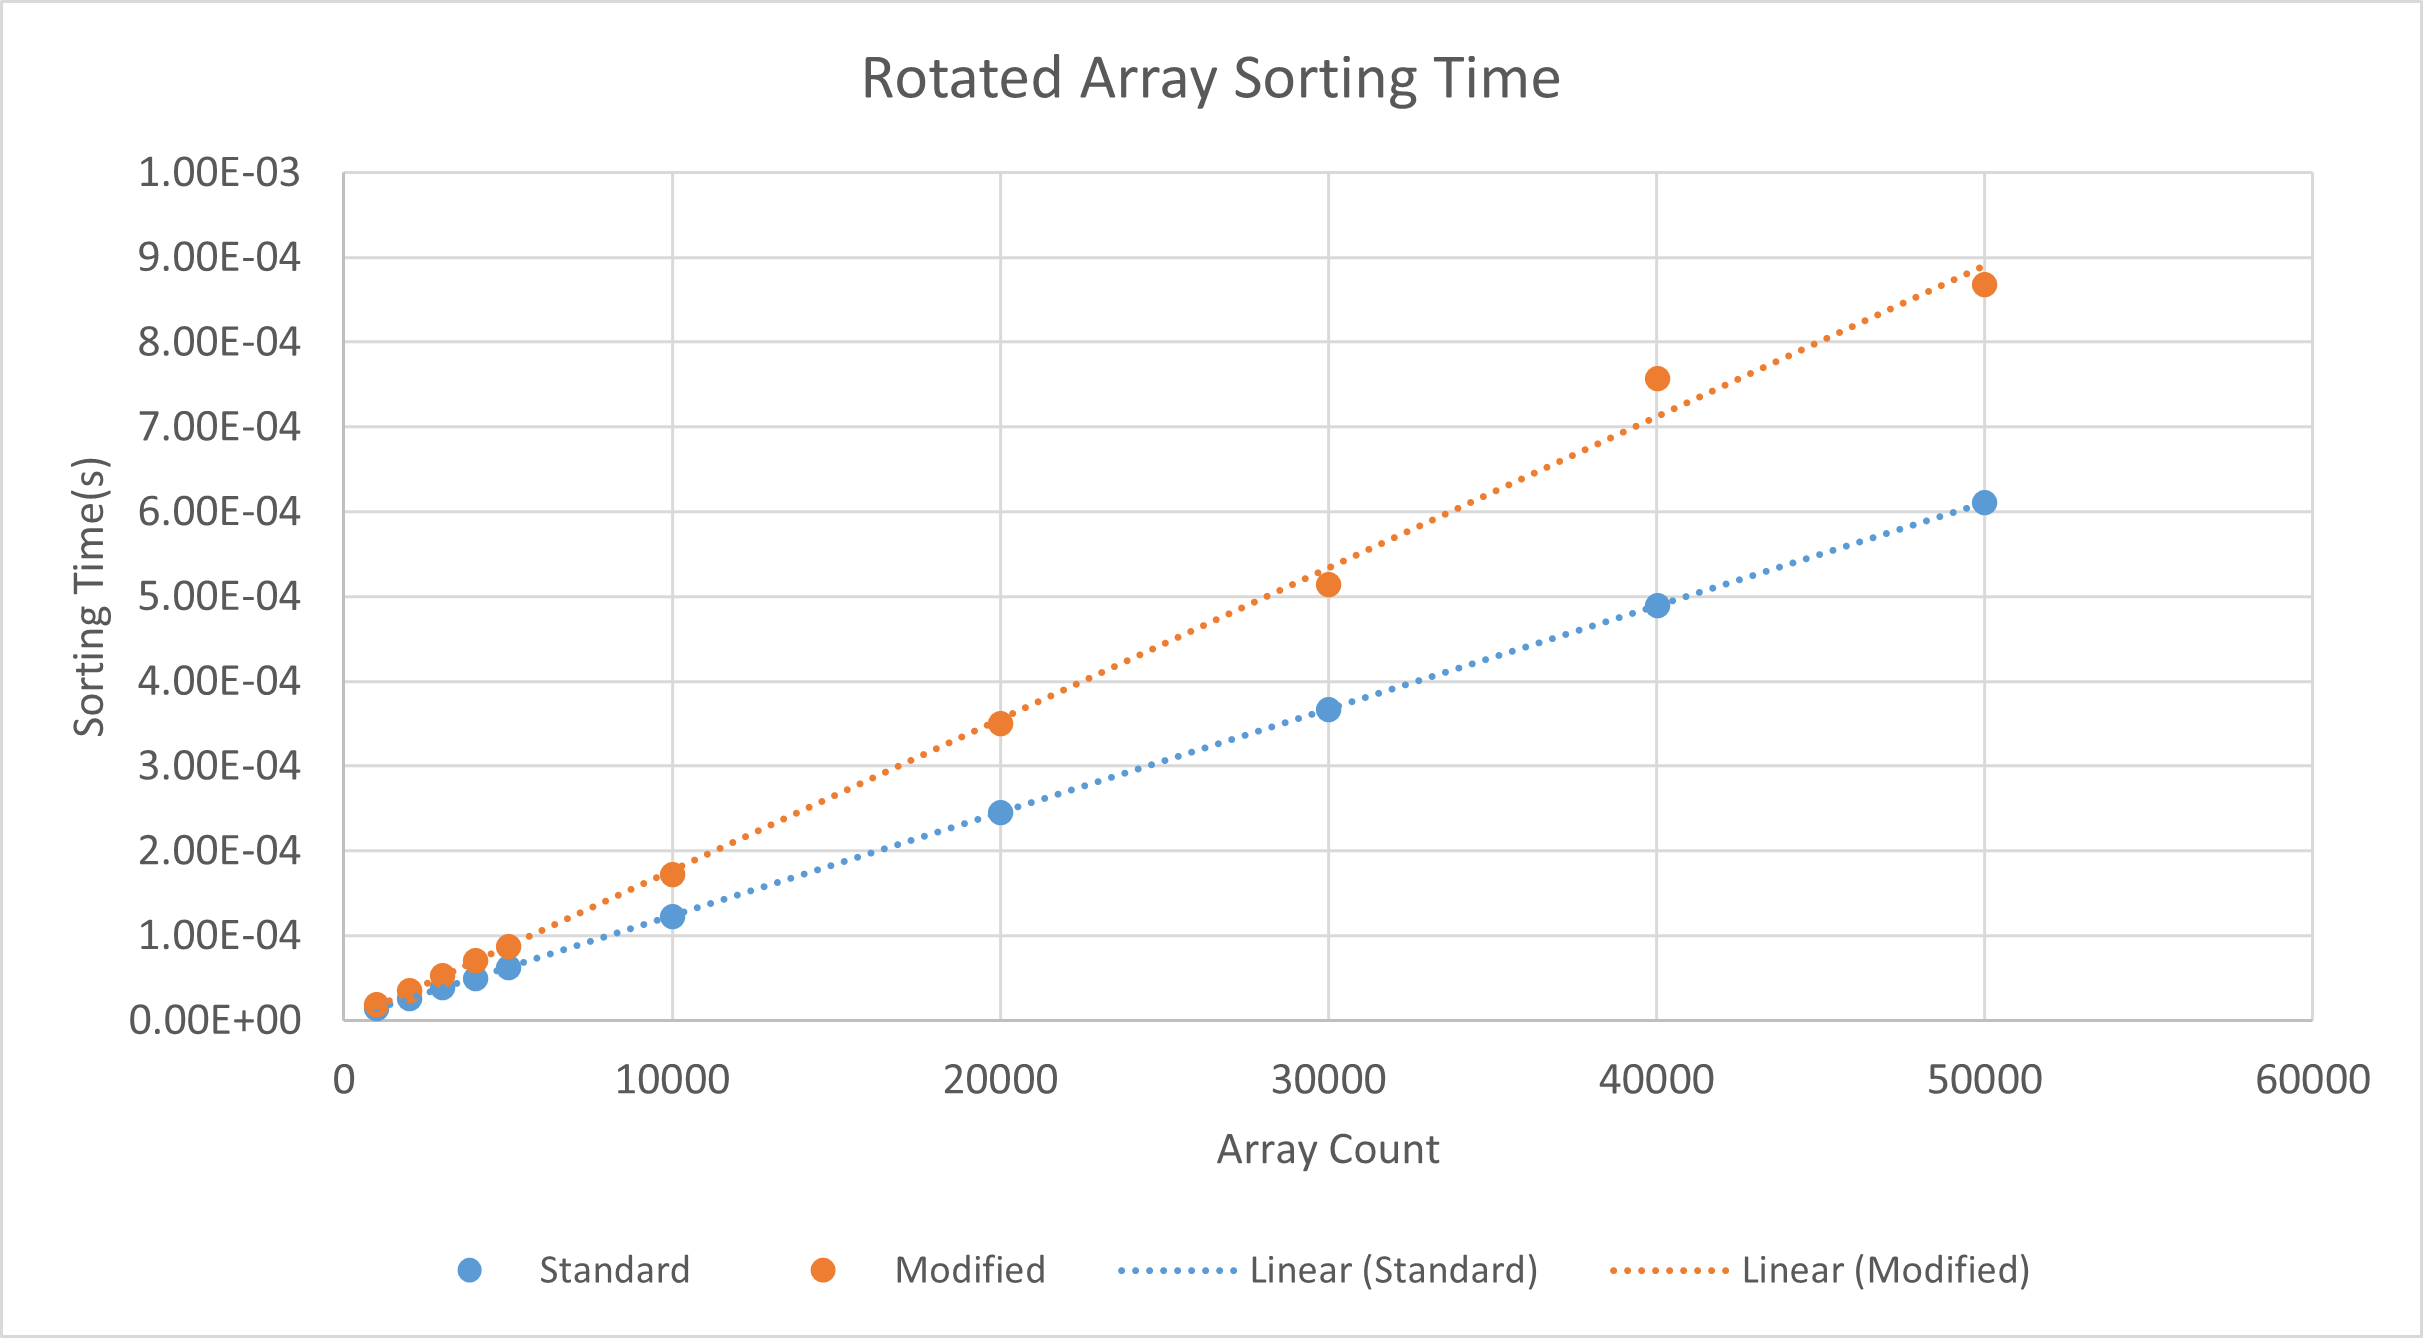 Rotated Array Sorting Time
1.00E-03
9.00E-04
8.00E-04
7.00E-04
6.00E-04
5.00E-04
4.00E-04
3.00E-04
2.00E-04
1.00E-04
0.00E+00
Sorting Time(s)
0 10000 20000 30000 40000 50000 60000
Array Count
Standard Modified Linear (Standard) Linear (Modified)